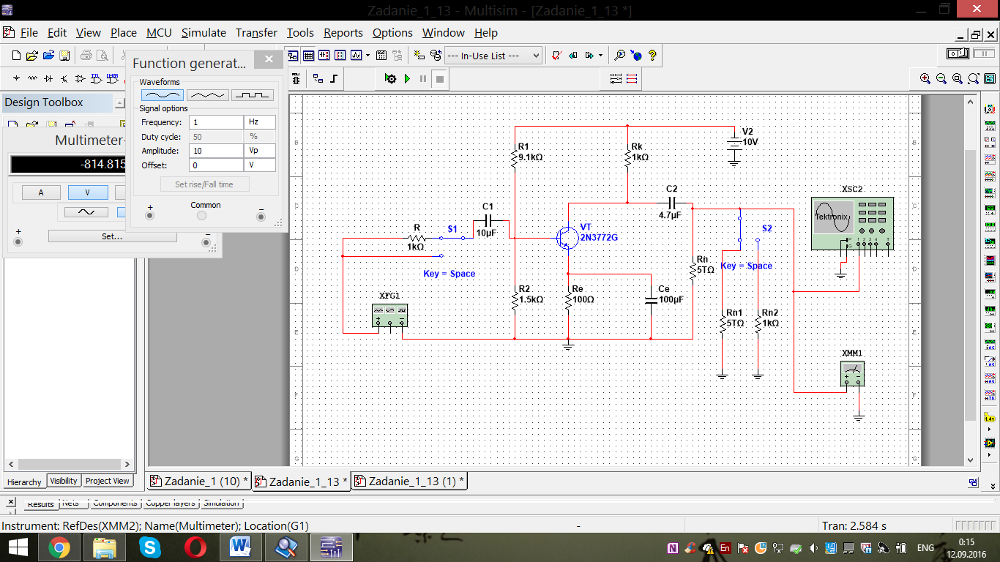 Zadanie_1_13 - Multisim - [Zadanie_1_13 *]
File Edit View Place MCU Simulate Transfer Tools Reports Options Window Help
--- In-Use List ---
Function generat...
Waveforms
Signal options
Frequency: 1 Hz
Duty cycle: 50 %
Amplitude: 10 Vp
Offset: 0 V
Set rise/Fall time
+ Common −
Design Toolbox
Multimeter-
-814.815
A V
Set...
+ −
R1
9.1kΩ
Rk
1kΩ
V2
10V
C2
4.7µF
C1
10µF
R
1kΩ
S1
Key = Space
VT
2N3772G
XSC2
Tektronix
P
G
1 2 3 4 T
S2
Key = Space
Rn
5TΩ
XFG1
R2
1.5kΩ
Re
100Ω
Ce
100µF
Rn1
5TΩ
Rn2
1kΩ
XMM1
B
C
D
E
F
G
B
C
D
E
F
G
1.4v
Hierarchy Visibility Project View
Zadanie_1 (10) * Zadanie_1_13 * Zadanie_1_13 (1) *
Results Nets Components Copper layers Simulation
Instrument: RefDes(XMM2); Name(Multimeter); Location(G1) - Tran: 2.584 s
En ENG 0:15
12.09.2016